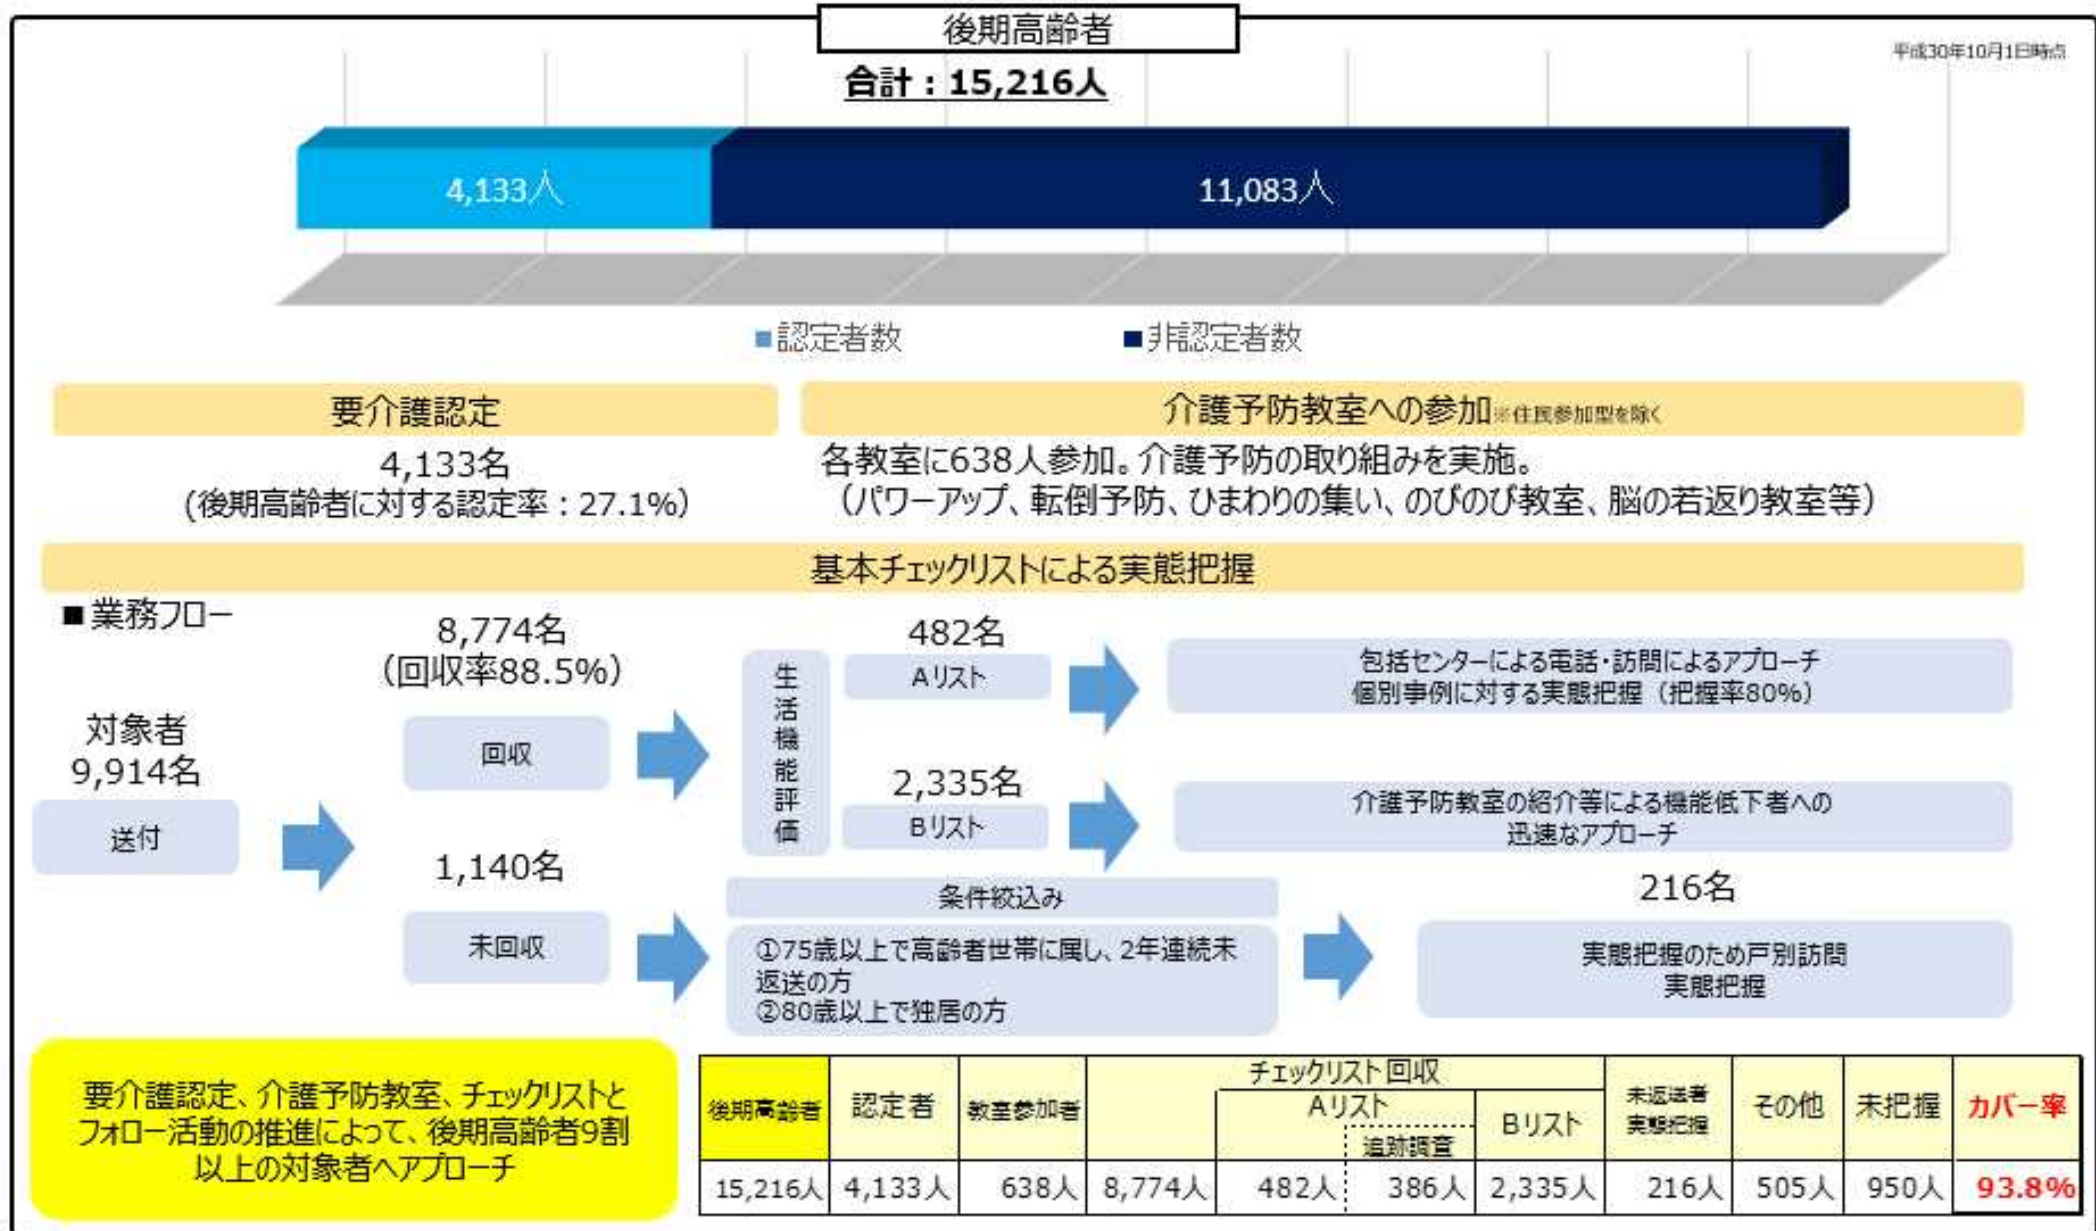 後期高齢者
平成30年10月1日時点
合計：15,216人
4,133人
11,083人
■認定者数
■非認定者数
要介護認定
4,133名
(後期高齢者に対する認定率：27.1%)
介護予防教室への参加※住民参加型を除く
各教室に638人参加。介護予防の取り組みを実施。
（パワーアップ、転倒予防、ひまわりの集い、のびのび教室、脳の若返り教室等）
基本チェックリストによる実態把握
■業務フロー
対象者
9,914名
送付
8,774名
(回収率88.5%)
回収
1,140名
未回収
生活機能評価
482名
Aリスト
包括センターによる電話・訪問によるアプローチ
個別事例に対する実態把握（把握率80%）
2,335名
Bリスト
介護予防教室の紹介等による機能低下者への
迅速なアプローチ
条件絞込み
①75歳以上で高齢者世帯に属し、2年連続未
返送の方
②80歳以上で独居の方
216名
実態把握のため戸別訪問
実態把握
要介護認定、介護予防教室、チェックリストと
フォロー活動の推進によって、後期高齢者9割
以上の対象者へアプローチ
後期高齢者 認定者 教室参加者 チェックリスト回収 未返送者 実態把握 その他 未把握 カバー率
Aリスト Bリスト
追跡調査
15,216人 4,133人 638人 8,774人 482人 386人 2,335人 216人 505人 950人 93.8%